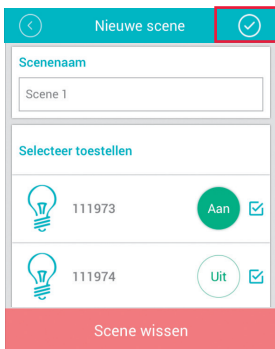 Nieuwe scene
Scenenaam
Scene 1
Selecteer toestellen
111973 Aan
111974 Uit
Scene wissen